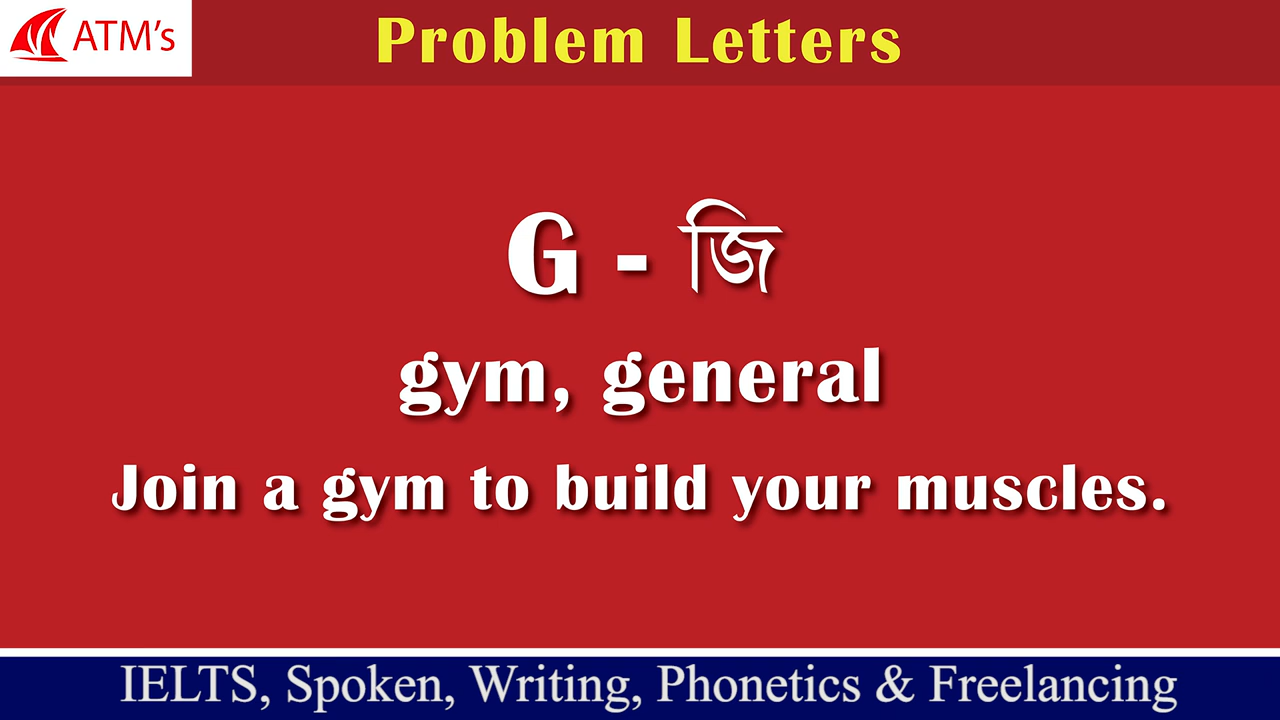 ATM's
Problem Letters
G - জি
gym, general
Join a gym to build your muscles.
IELTS, Spoken, Writing, Phonetics & Freelancing